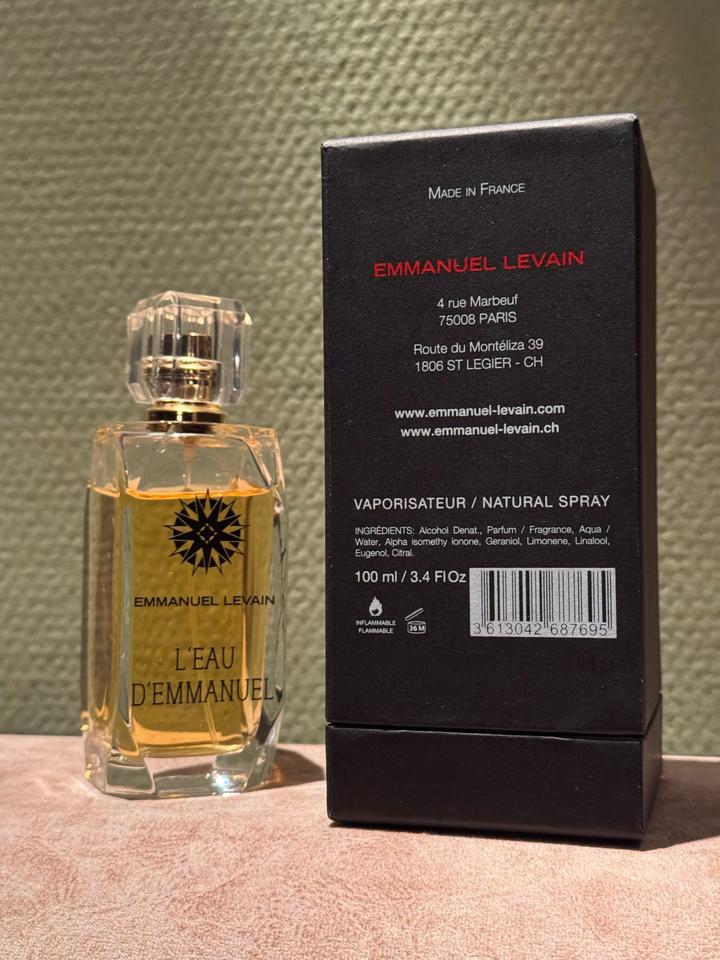 EMMANUEL LEVAIN
L'EAU
D'EMMANUEL
MADE IN FRANCE
EMMANUEL LEVAIN
4 rue Marbeuf
75008 PARIS
Route du Montéliza 39
1806 ST LEGIER - CH
www.emmanuel-levain.com
www.emmanuel-levain.ch
VAPORISATEUR / NATURAL SPRAY
INGRÉDIENTS: Alcohol Denat., Parfum / Fragrance, Aqua /
Water, Alpha isomethy ionone, Geraniol, Limonene, Linalool,
Eugenol, Citral.
100 ml / 3.4 Fl Oz
INFLAMMABLE
FLAMMABLE
36 M
3 613042 687695